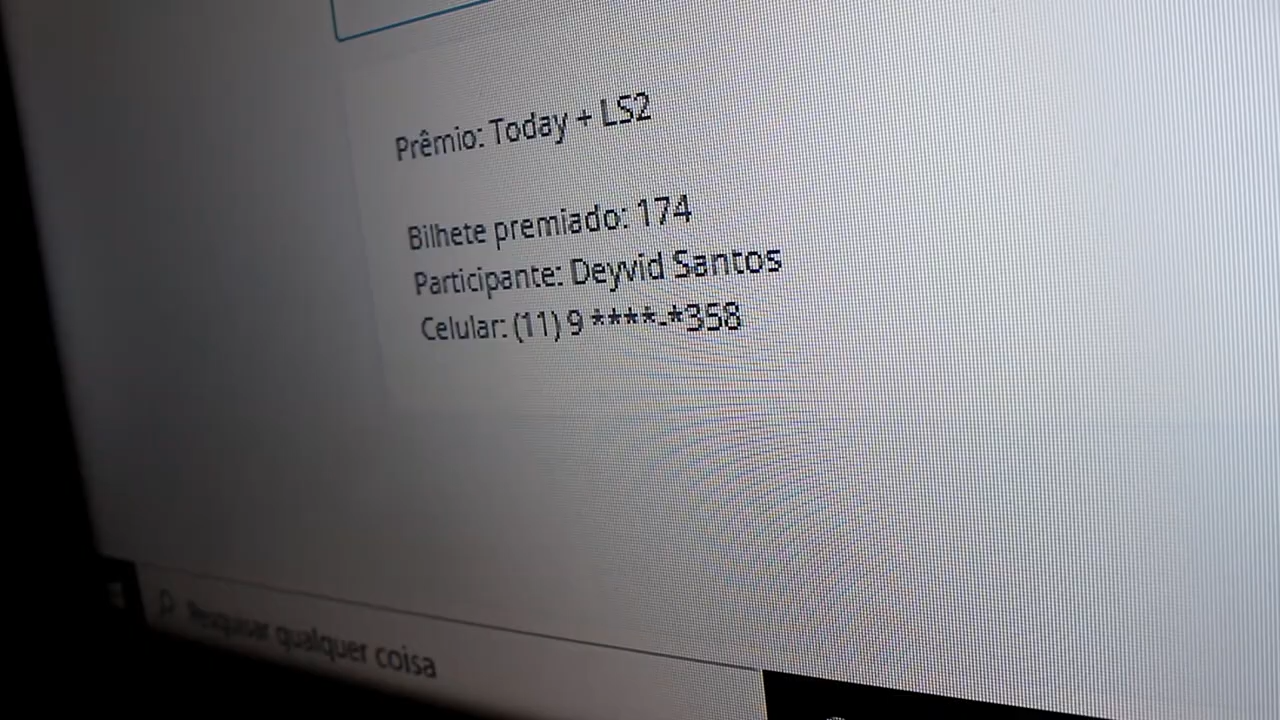 Prêmio: Today + LS2
Bilhete premiado: 174
Participante: Deyvid Santos
Celular: (11) 9 ****-*358
Pesquisar qualquer coisa